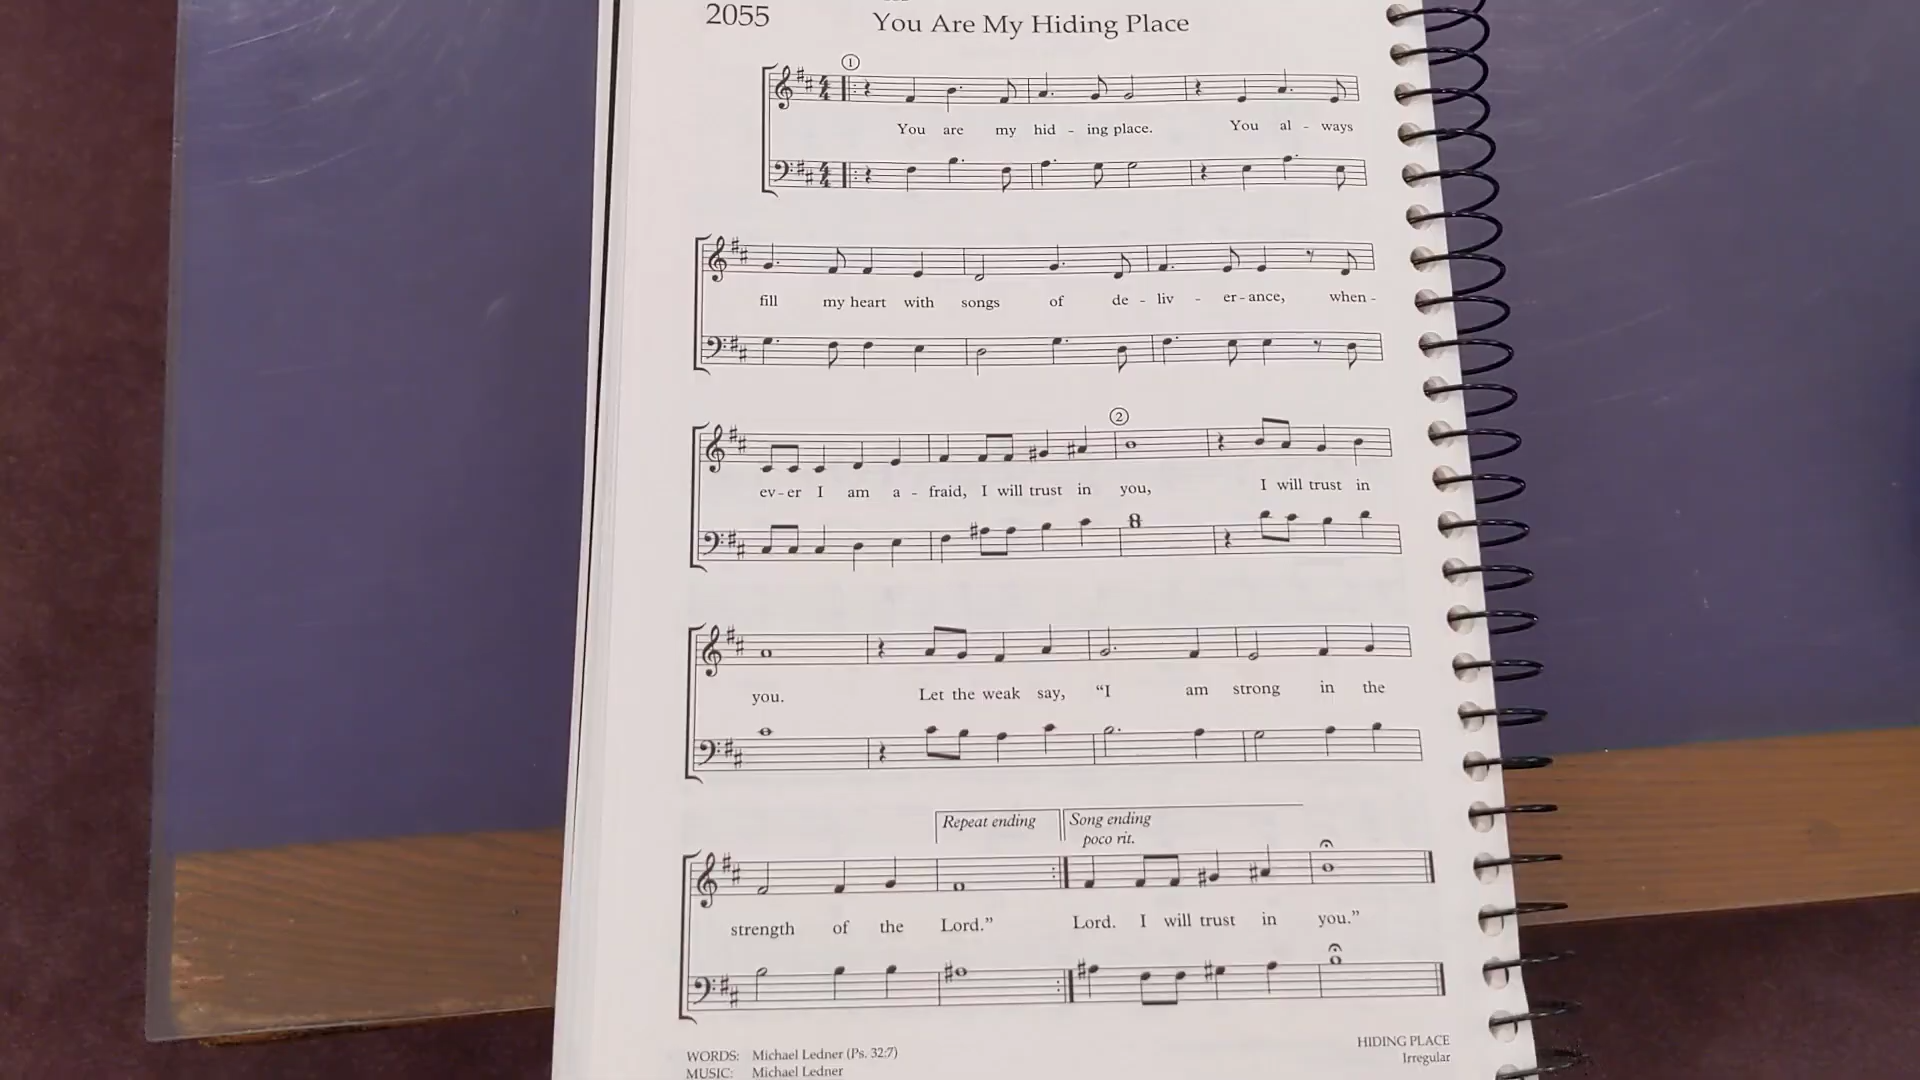 2055
You Are My Hiding Place
1
You are my hid - ing place. You al - ways
fill my heart with songs of de - liv - er - ance, when -
2
ev - er I am a - fraid, I will trust in you, I will trust in
you. Let the weak say, “I am strong in the
Repeat ending Song ending
poco rit.
strength of the Lord.” Lord. I will trust in you.”
WORDS: Michael Ledner (Ps. 32:7)
MUSIC: Michael Ledner
HIDING PLACE
Irregular